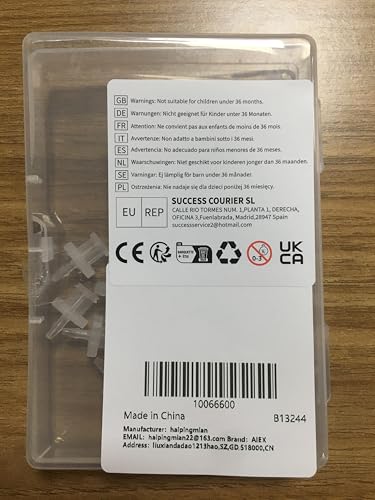 GB Warnings: Not suitable for children under 36 months.
DE Warnungen: Nicht geeignet für Kinder unter 36 Monaten.
FR Attention: Ne convient pas aux enfants de moins de 36 mois.
IT Avvertenze: Non adatto a bambini sotto i 36 mesi.
ES Advertencia: No adecuado para niños menores de 36 meses.
NL Waarschuwingen: Niet geschikt voor kinderen jonger dan 36 maanden.
SE Varningar: Ej lämplig för barn under 36 månader.
PL Ostrzeżenia: Nie nadaje się dla dzieci poniżej 36 miesięcy.
EU REP
SUCCESS COURIER SL
CALLE RIO TORMES NUM. 1,PLANTA 1, DERECHA,
OFICINA 3,Fuenlabrada, Madrid,28947 Spain
successservice2@hotmail.com
CE
0-3
UK
CA
10066600
Made in China
B13244
Manufacturer: haipingmian
EMAIL: haipingmian22@163.com Brand: AIEX
Address: liuxiandadao1213hao,SZ,GD,518000,CN